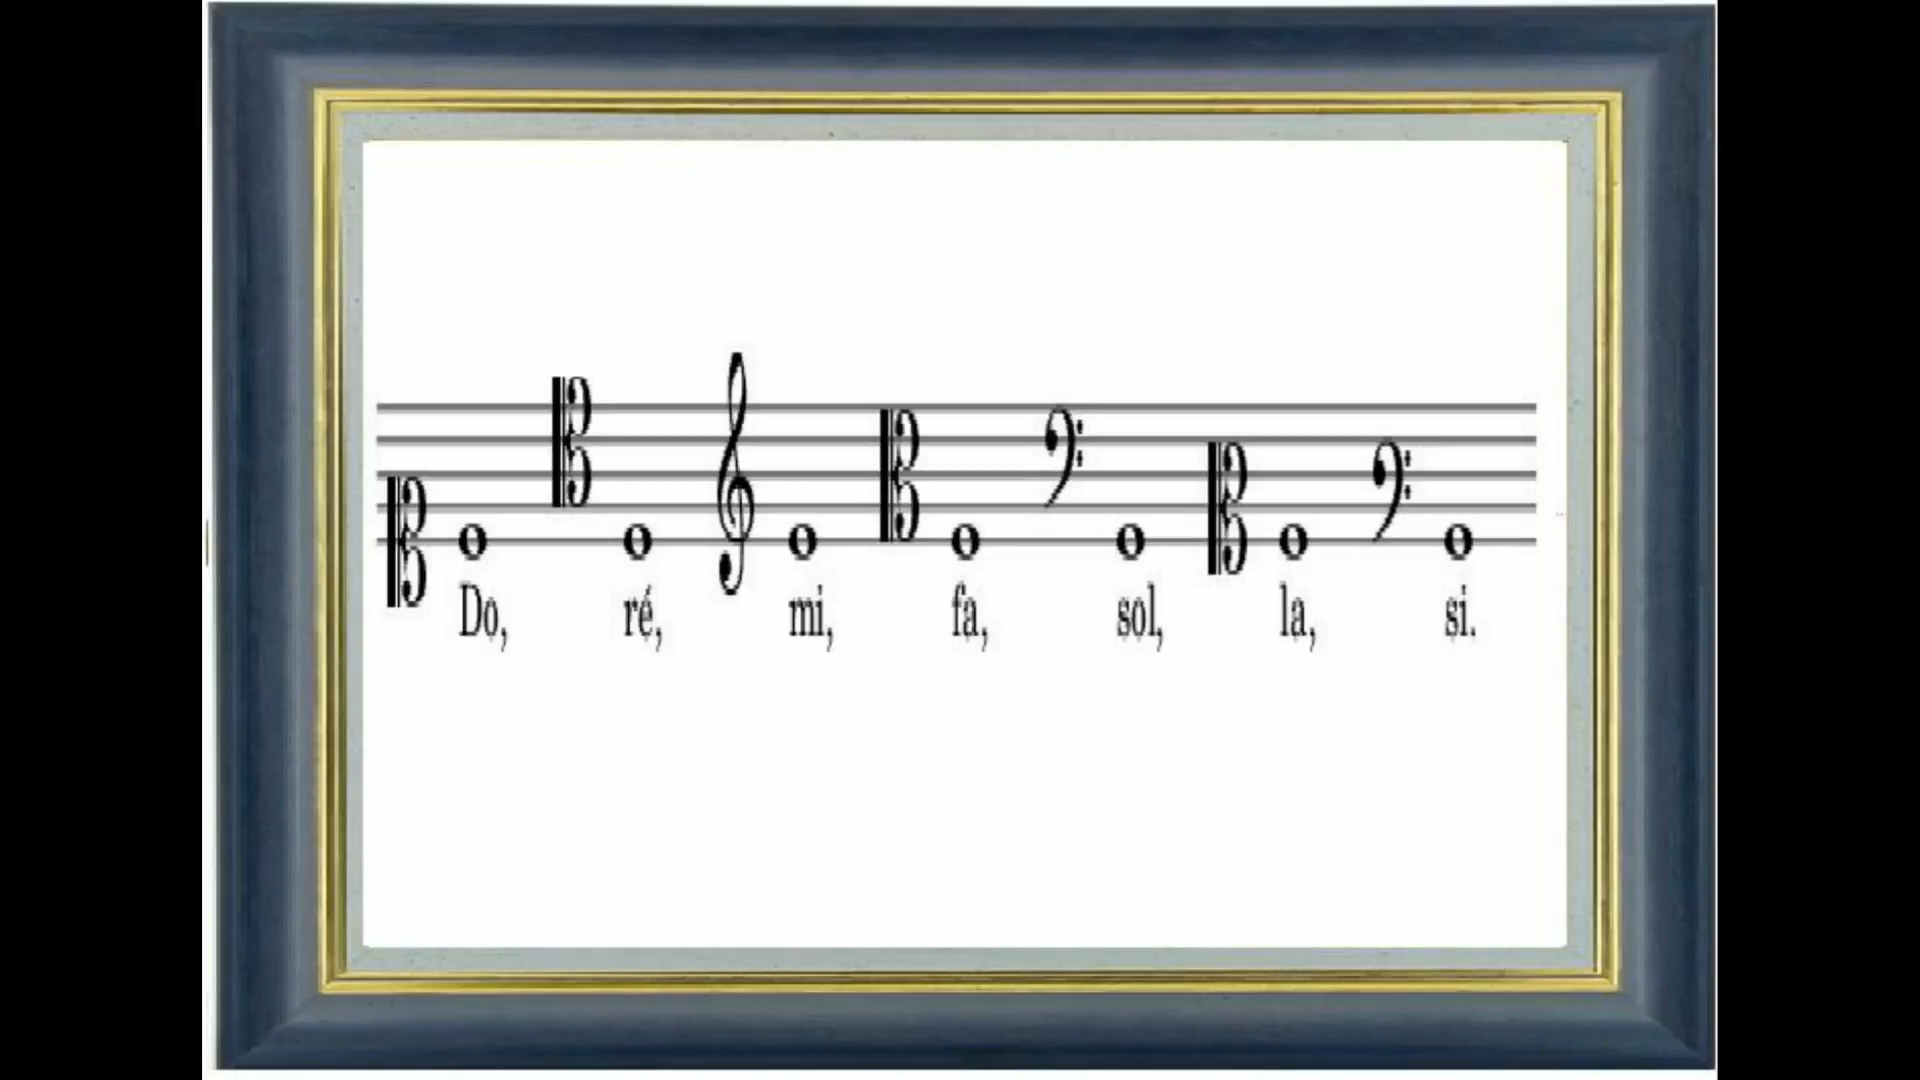 Do, ré, mi, fa, sol, la, si.